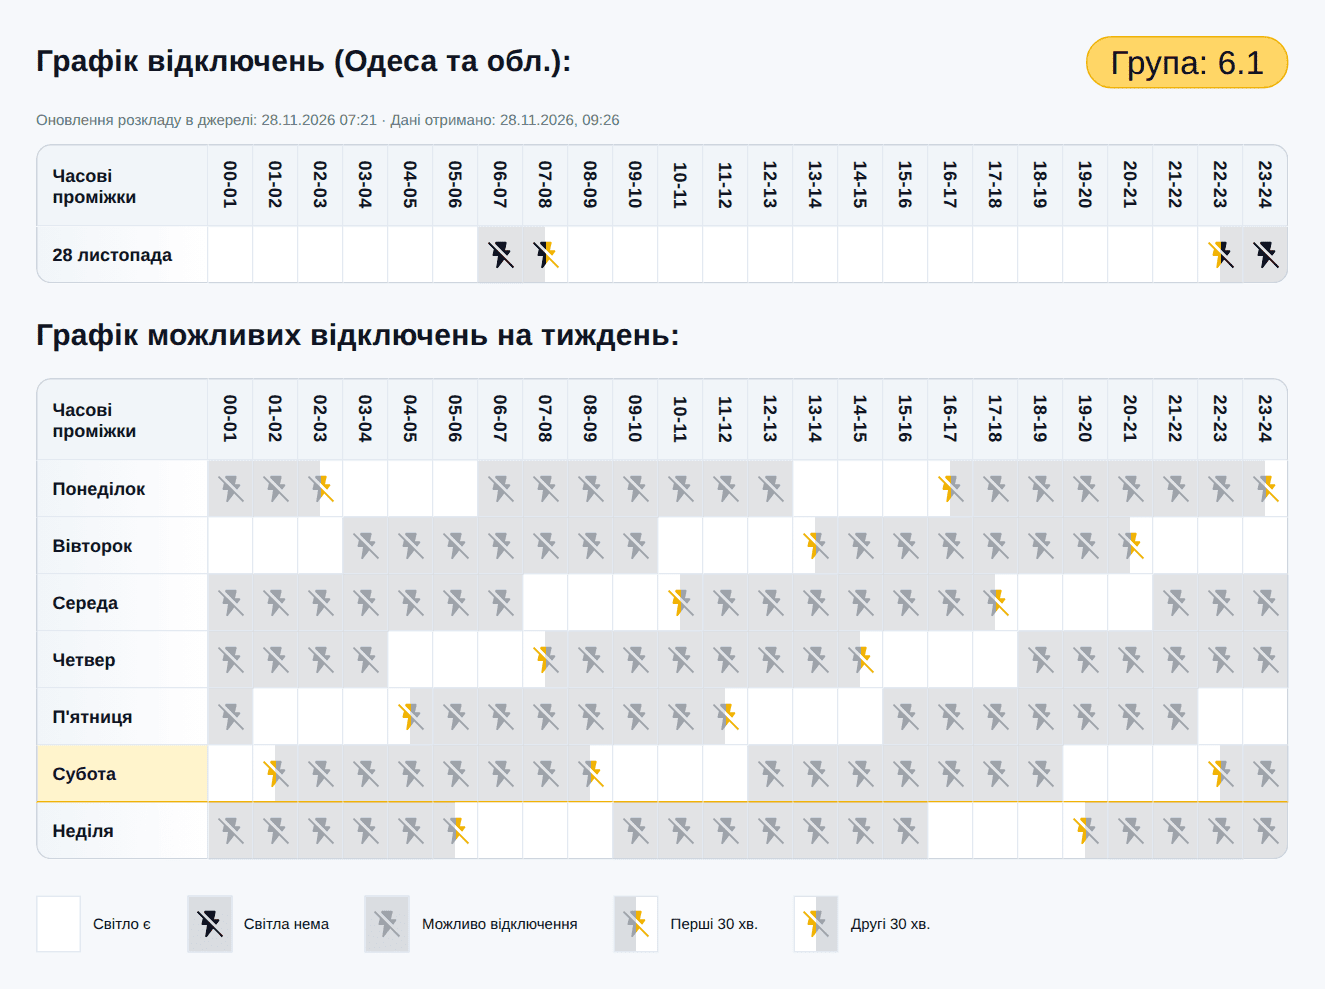 Графік відключень (Одеса та обл.):
Група: 6.1
Оновлення розкладу в джерелі: 28.11.2026 07:21 · Дані отримано: 28.11.2026, 09:26
Часові проміжки 00-01 01-02 02-03 03-04 04-05 05-06 06-07 07-08 08-09 09-10 10-11 11-12 12-13 13-14 14-15 15-16 16-17 17-18 18-19 19-20 20-21 21-22 22-23 23-24
28 листопада
Графік можливих відключень на тиждень:
Часові проміжки 00-01 01-02 02-03 03-04 04-05 05-06 06-07 07-08 08-09 09-10 10-11 11-12 12-13 13-14 14-15 15-16 16-17 17-18 18-19 19-20 20-21 21-22 22-23 23-24
Понеділок
Вівторок
Середа
Четвер
П'ятниця
Субота
Неділя
Світло є Світла нема Можливо відключення Перші 30 хв. Другі 30 хв.